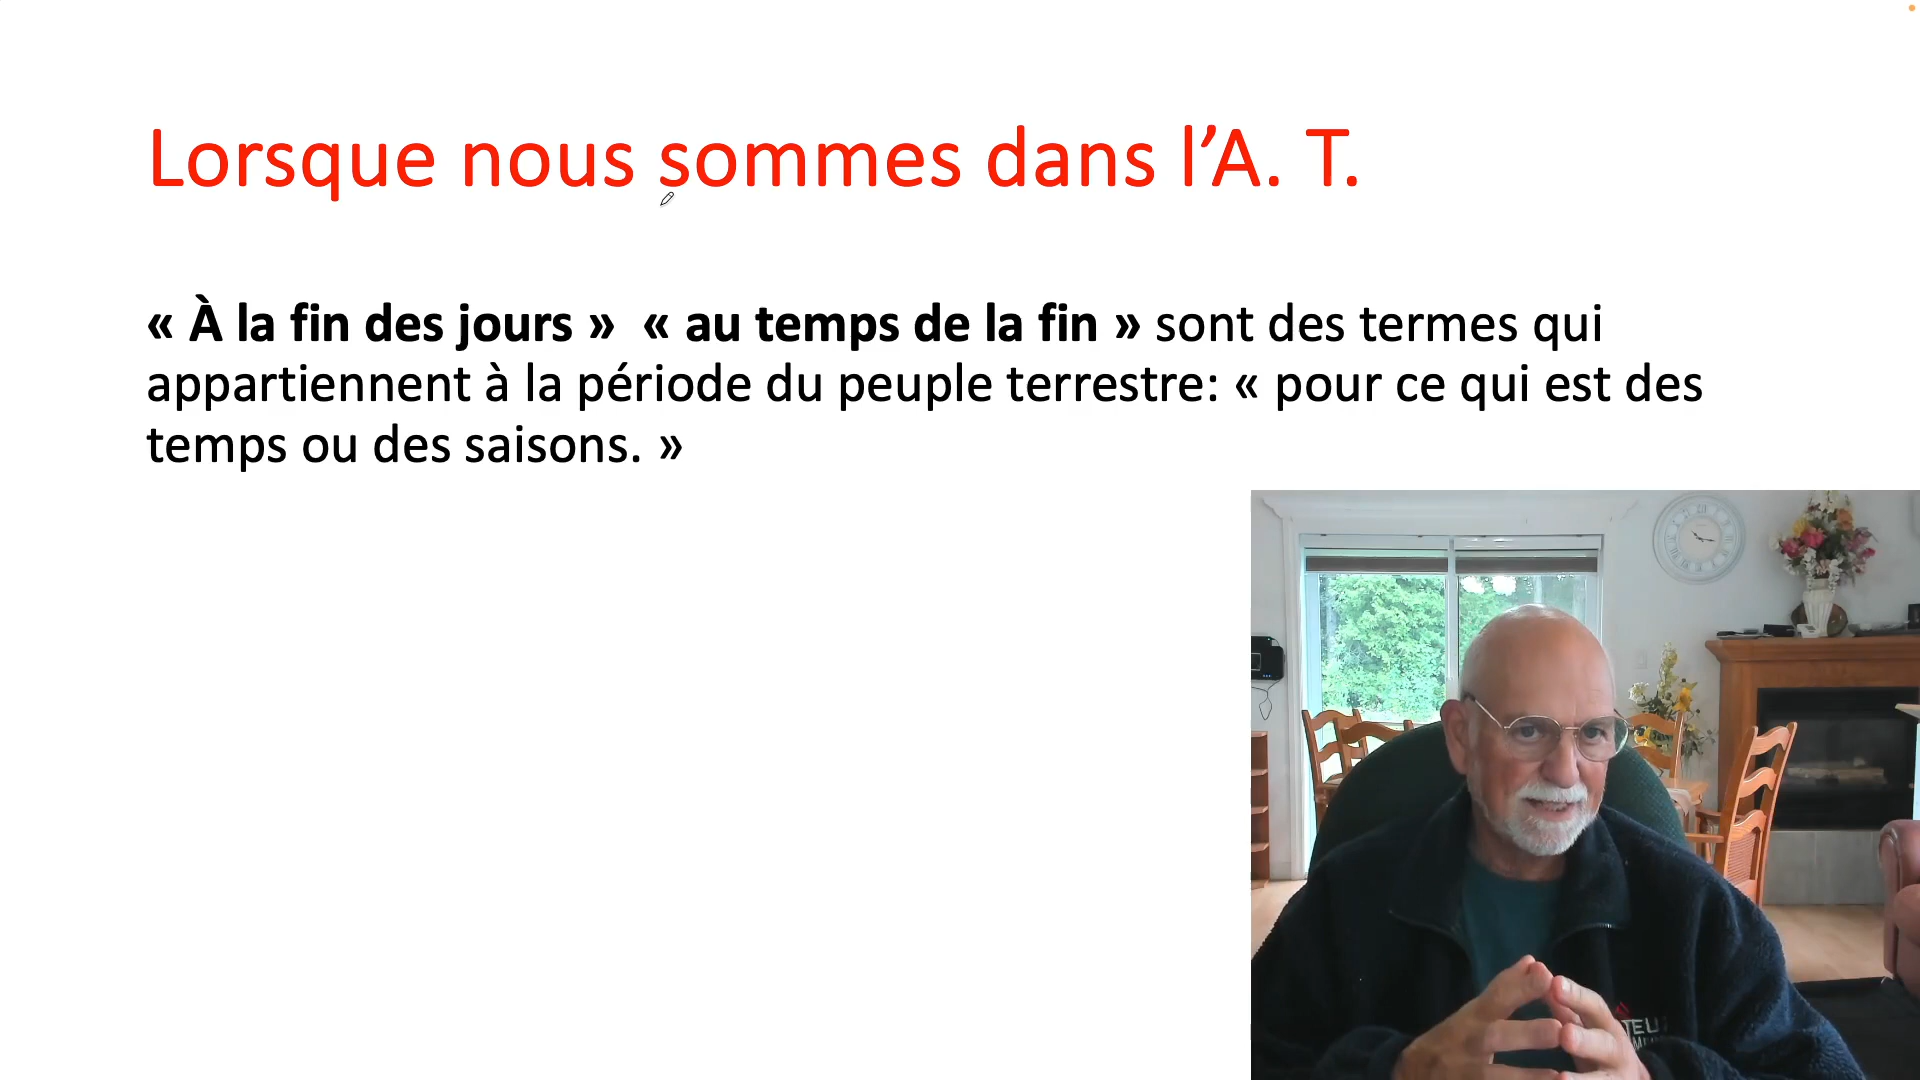 Lorsque nous sommes dans l’A. T.
« À la fin des jours »  « au temps de la fin » sont des termes qui
appartiennent à la période du peuple terrestre: « pour ce qui est des
temps ou des saisons. »